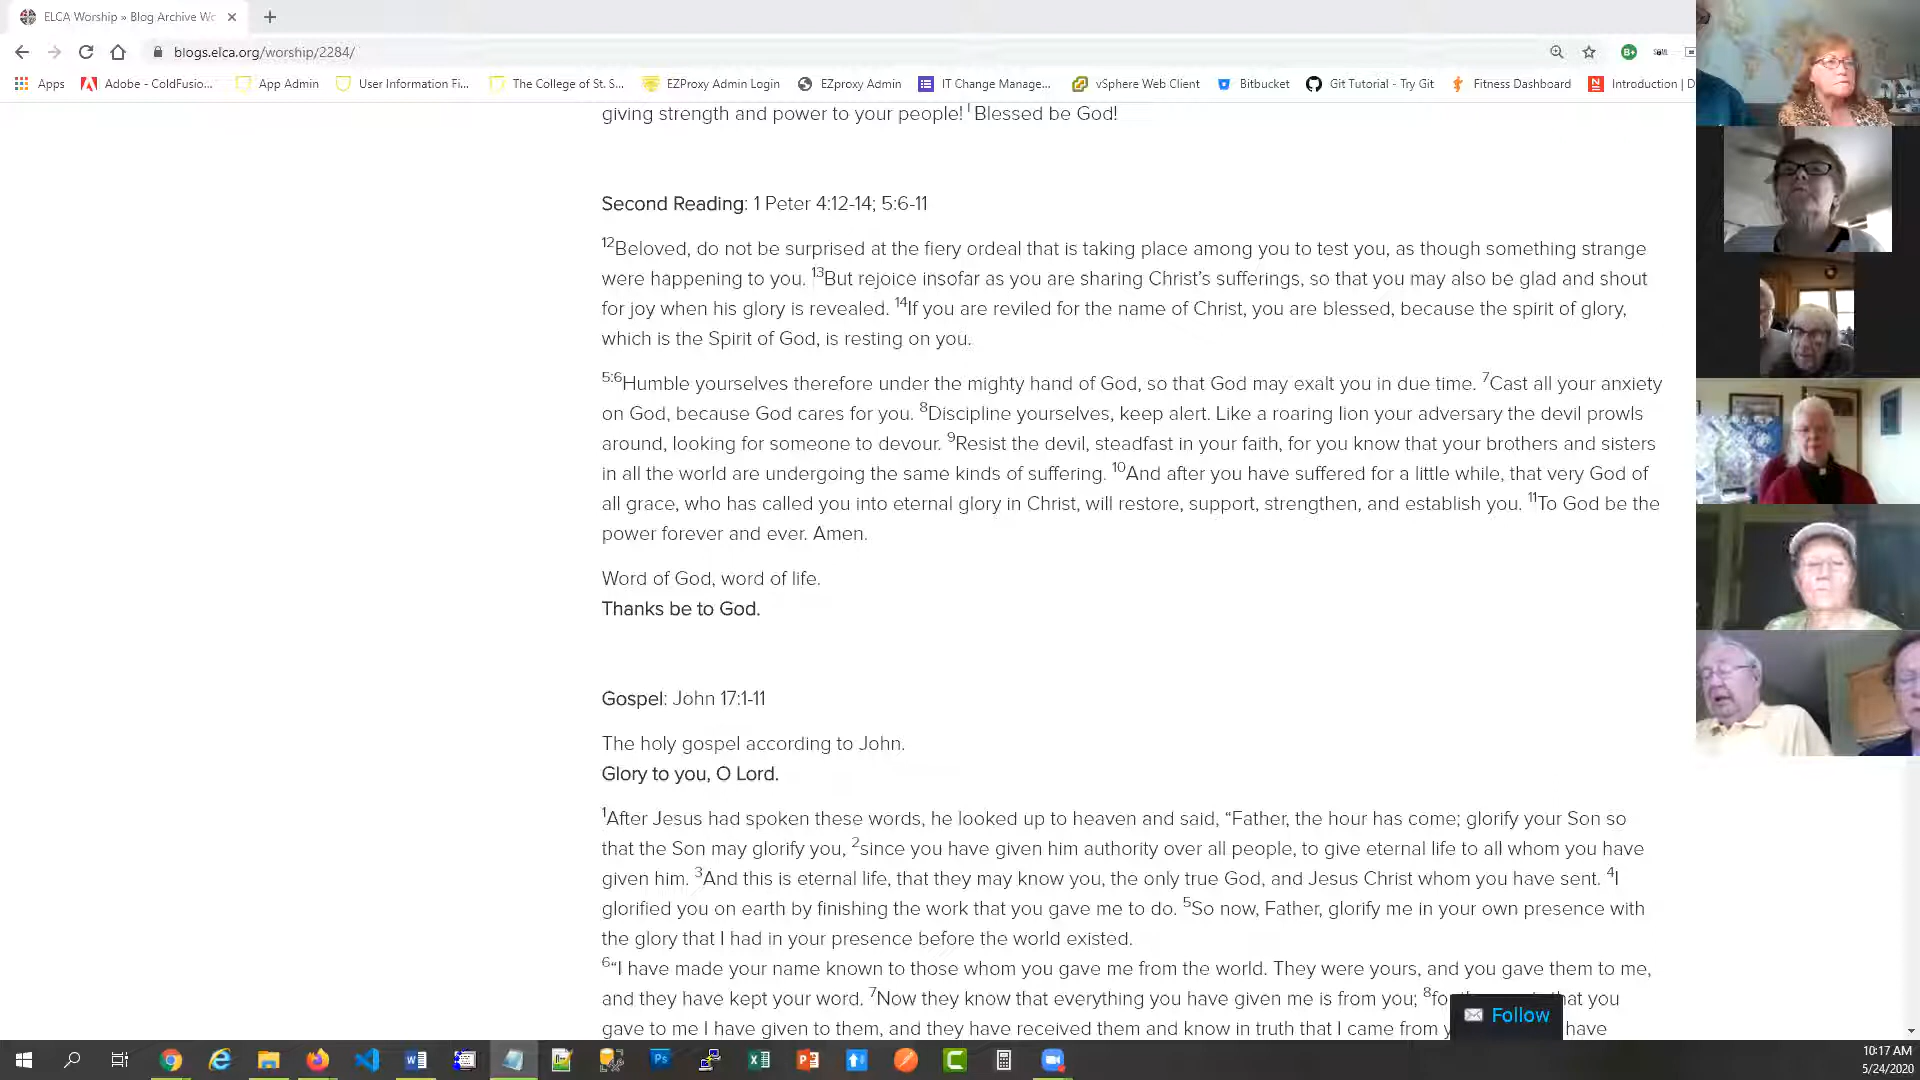 ELCA Worship » Blog Archive Wo
blogs.elca.org/worship/2284/
Apps Adobe - ColdFusio... App Admin User Information Fi... The College of St. S... EZProxy Admin Login EZproxy Admin IT Change Manage... vSphere Web Client Bitbucket Git Tutorial - Try Git Fitness Dashboard Introduction | D
giving strength and power to your people! | Blessed be God!
Second Reading: 1 Peter 4:12-14; 5:6-11
12Beloved, do not be surprised at the fiery ordeal that is taking place among you to test you, as though something strange
were happening to you. 13But rejoice insofar as you are sharing Christ's sufferings, so that you may also be glad and shout
for joy when his glory is revealed. 14If you are reviled for the name of Christ, you are blessed, because the spirit of glory,
which is the Spirit of God, is resting on you.
5:6Humble yourselves therefore under the mighty hand of God, so that God may exalt you in due time. 7Cast all your anxiety
on God, because God cares for you. 8Discipline yourselves, keep alert. Like a roaring lion your adversary the devil prowls
around, looking for someone to devour. 9Resist the devil, steadfast in your faith, for you know that your brothers and sisters
in all the world are undergoing the same kinds of suffering. 10And after you have suffered for a little while, that very God of
all grace, who has called you into eternal glory in Christ, will restore, support, strengthen, and establish you. 11To God be the
power forever and ever. Amen.
Word of God, word of life.
Thanks be to God.
Gospel: John 17:1-11
The holy gospel according to John.
Glory to you, O Lord.
1After Jesus had spoken these words, he looked up to heaven and said, “Father, the hour has come; glorify your Son so
that the Son may glorify you, 2since you have given him authority over all people, to give eternal life to all whom you have
given him. 3And this is eternal life, that they may know you, the only true God, and Jesus Christ whom you have sent. 4I
glorified you on earth by finishing the work that you gave me to do. 5So now, Father, glorify me in your own presence with
the glory that I had in your presence before the world existed.
6“I have made your name known to those whom you gave me from the world. They were yours, and you gave them to me,
and they have kept your word. 7Now they know that everything you have given me is from you; 8 that you
gave to me I have given to them, and they have received them and know in truth that I came from have
Follow
10:17 AM
5/24/2020